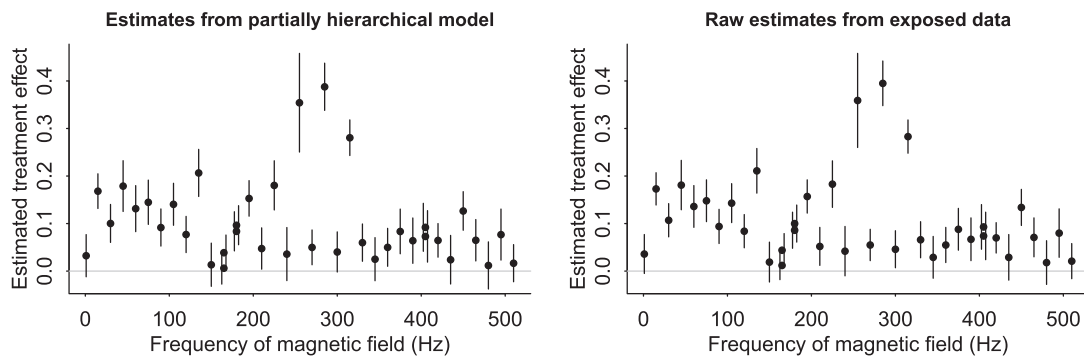 Estimates from partially hierarchical model
Estimated treatment effect
0.4
0.3
0.2
0.1
0.0
0 100 200 300 400 500
Frequency of magnetic field (Hz)
Raw estimates from exposed data
Estimated treatment effect
0.4
0.3
0.2
0.1
0.0
0 100 200 300 400 500
Frequency of magnetic field (Hz)